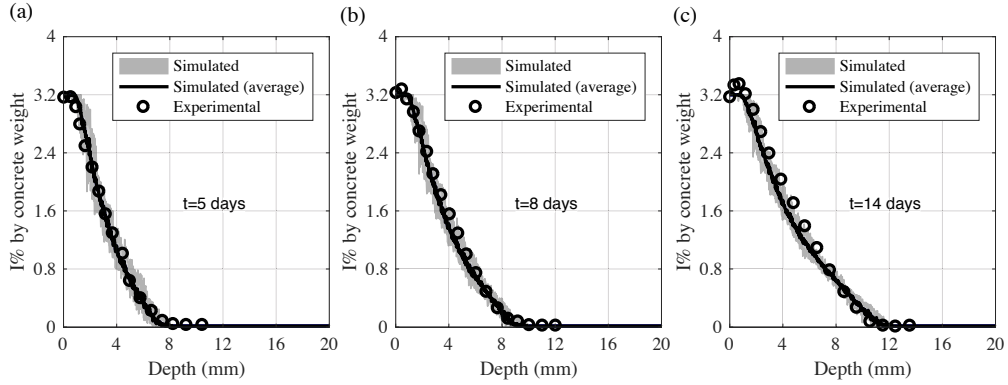 (a)
I% by concrete weight
3.2
2.4
1.6
0.8
0
Simulated
Simulated (average)
Experimental
t=5 days
0 4 8 12 16 20
Depth (mm)
(b)
I% by concrete weight
3.2
2.4
1.6
0.8
0
Simulated
Simulated (average)
Experimental
t=8 days
0 4 8 12 16 20
Depth (mm)
(c)
I% by concrete weight
3.2
2.4
1.6
0.8
0
Simulated
Simulated (average)
Experimental
t=14 days
0 4 8 12 16 20
Depth (mm)